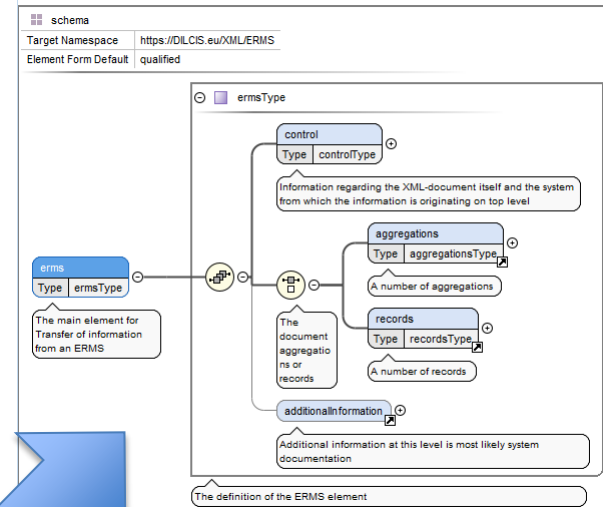 schema
Target Namespace https://DILCIS.eu/XML/ERMS
Element Form Default qualified
ermsType
control
Type controlType
Information regarding the XML-document itself and the system
from which the information is originating on top level
aggregations
Type aggregationsType
A number of aggregations
erms
Type ermsType
The main element for
Transfer of information
from an ERMS
The
document
aggregatio
ns or
records
records
Type recordsType
A number of records
additionalInformation
Additional information at this level is most likely system
documentation
The definition of the ERMS element